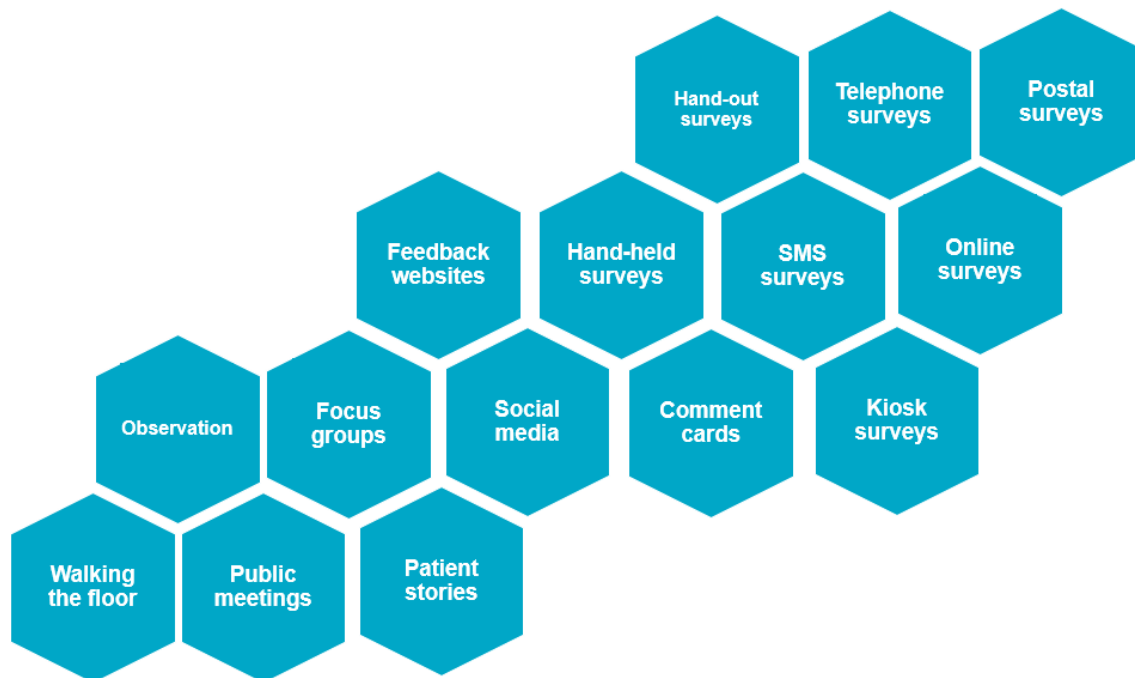 Hand-out
surveys
Telephone
surveys
Postal
surveys
Feedback
websites
Hand-held
surveys
SMS
surveys
Online
surveys
Observation
Focus
groups
Social
media
Comment
cards
Kiosk
surveys
Walking
the floor
Public
meetings
Patient
stories